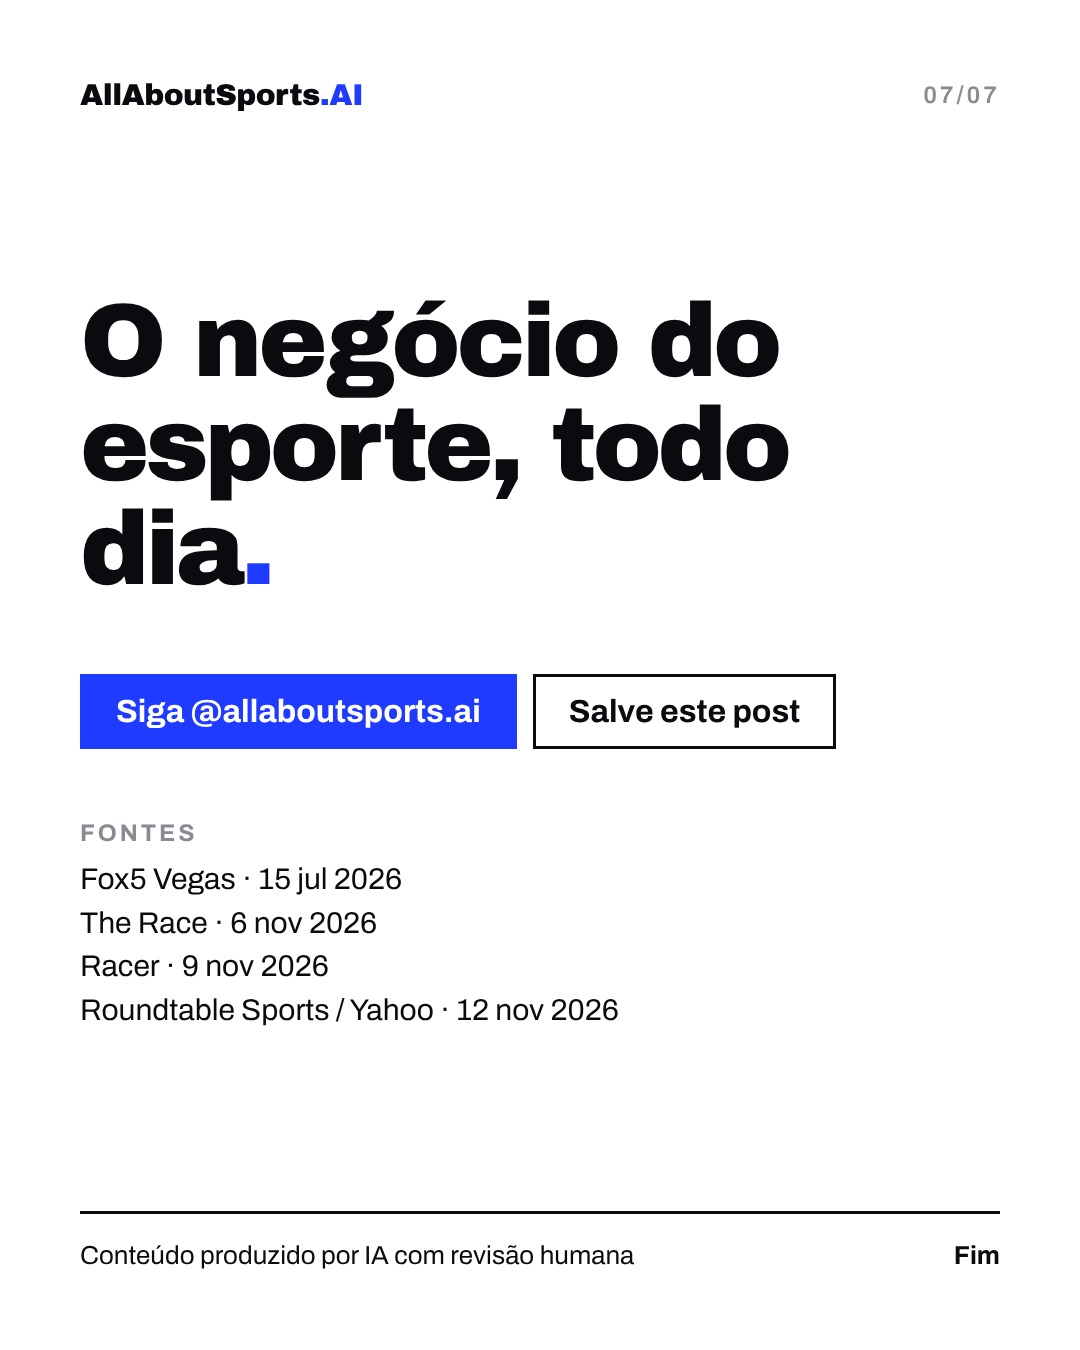 AllAboutSports.AI
07/07
O negócio do
esporte, todo
dia.
Siga @allaboutsports.ai
Salve este post
FONTES
Fox5 Vegas · 15 jul 2026
The Race · 6 nov 2026
Racer · 9 nov 2026
Roundtable Sports / Yahoo · 12 nov 2026
Conteúdo produzido por IA com revisão humana
Fim